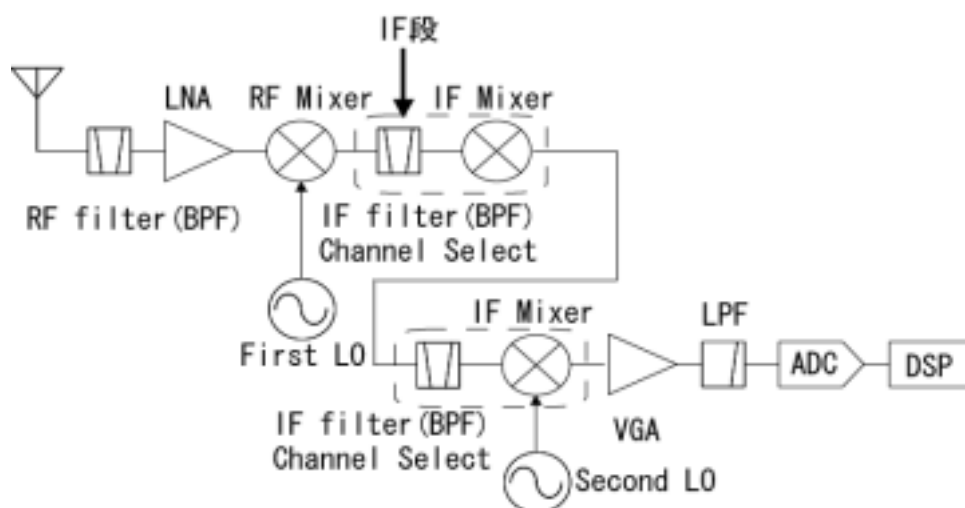 IF段
LNA
RF Mixer
IF Mixer
RF filter(BPF)
IF filter(BPF)
Channel Select
First LO
IF Mixer
LPF
ADC
DSP
IF filter(BPF)
Channel Select
VGA
Second LO